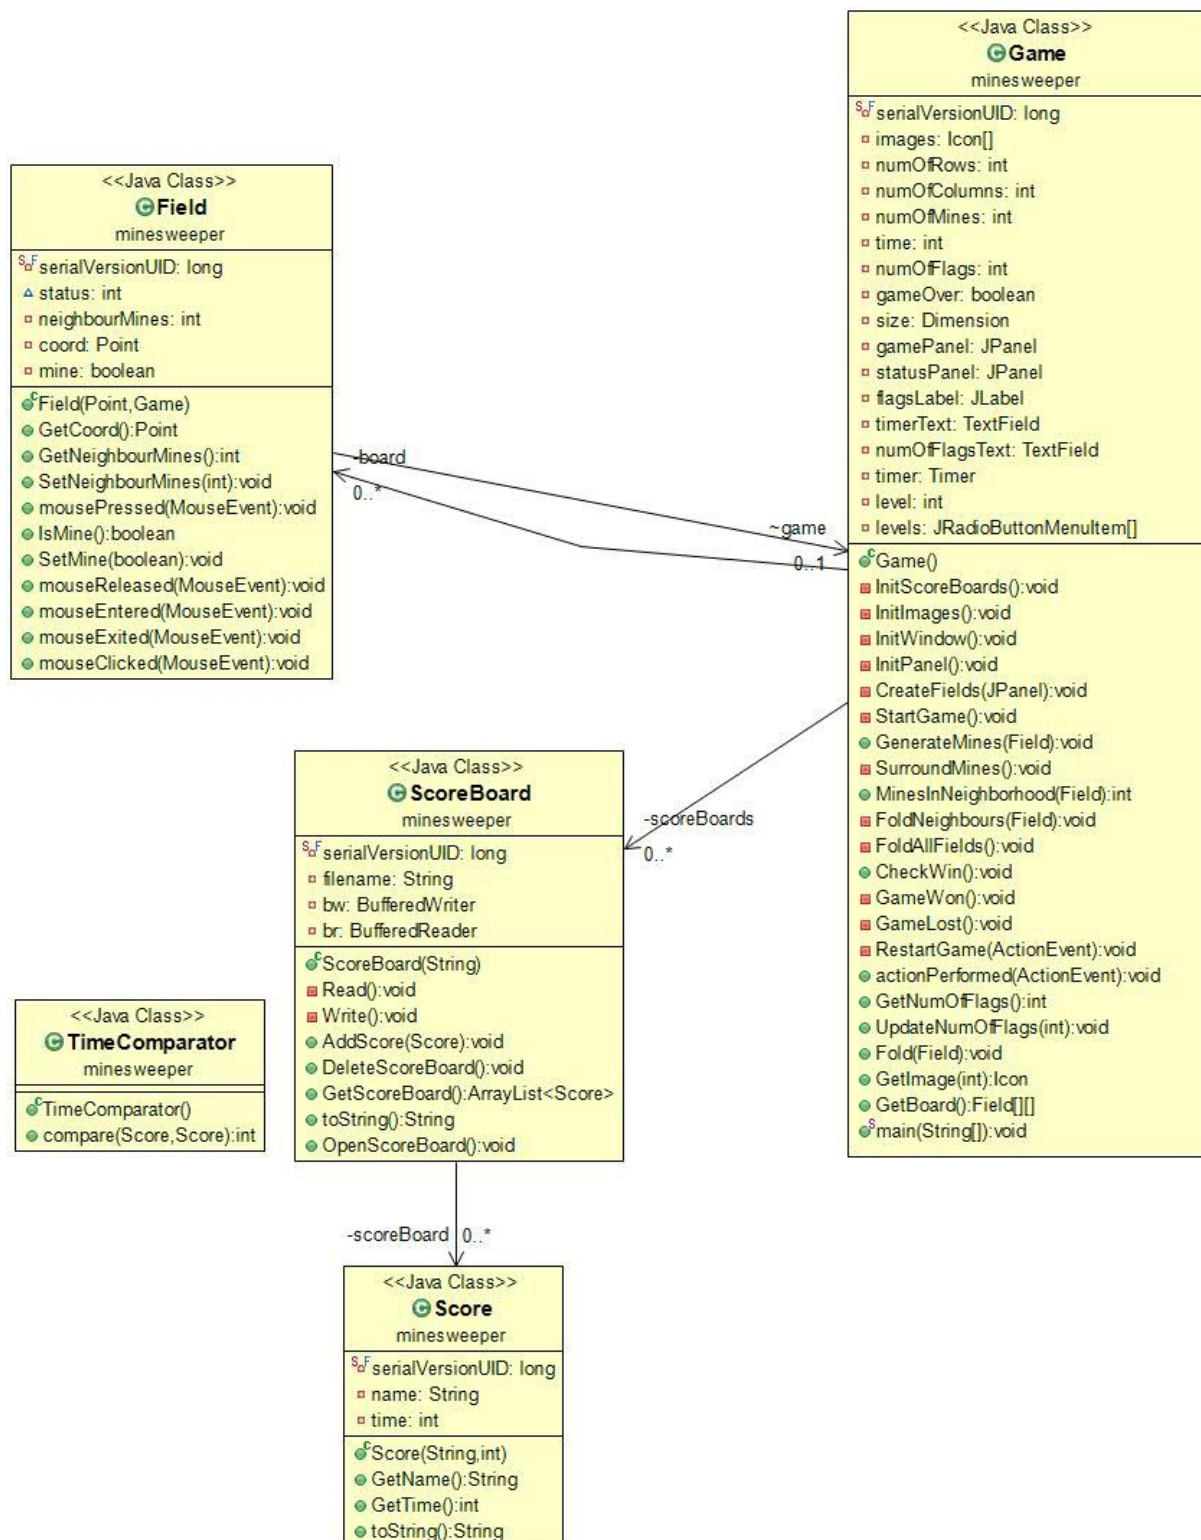 <<Java Class>>
Game
minesweeper
serialVersionUID: long
images: Icon[]
numOfRows: int
numOfColumns: int
numOfMines: int
time: int
numOfFlags: int
gameOver: boolean
size: Dimension
gamePanel: JPanel
statusPanel: JPanel
flagsLabel: JLabel
timerText: TextField
numOfFlagsText: TextField
timer: Timer
level: int
levels: JRadioButtonMenuItem[]
Game()
InitScoreBoards():void
InitImages():void
InitWindow():void
InitPanel():void
CreateFields(JPanel):void
StartGame():void
GenerateMines(Field):void
SurroundMines():void
MinesInNeighborhood(Field):int
FoldNeighbours(Field):void
FoldAllFields():void
CheckWin():void
GameWon():void
GameLost():void
RestartGame(ActionEvent):void
actionPerformed(ActionEvent):void
GetNumOfFlags():int
UpdateNumOfFlags(int):void
Fold(Field):void
GetImage(int):Icon
GetBoard():Field[][]
main(String[]):void
<<Java Class>>
Field
minesweeper
serialVersionUID: long
status: int
neighbourMines: int
coord: Point
mine: boolean
Field(Point,Game)
GetCoord():Point
GetNeighbourMines():int
SetNeighbourMines(int):void
mousePressed(MouseEvent):void
IsMine():boolean
SetMine(boolean):void
mouseReleased(MouseEvent):void
mouseEntered(MouseEvent):void
mouseExited(MouseEvent):void
mouseClicked(MouseEvent):void
-board
0..*
~game
0..1
-scoreBoards
0..*
<<Java Class>>
ScoreBoard
minesweeper
serialVersionUID: long
filename: String
bw: BufferedWriter
br: BufferedReader
ScoreBoard(String)
Read():void
Write():void
AddScore(Score):void
DeleteScoreBoard():void
GetScoreBoard():ArrayList<Score>
toString():String
OpenScoreBoard():void
<<Java Class>>
TimeComparator
minesweeper
TimeComparator()
compare(Score,Score):int
-scoreBoard 0..*
<<Java Class>>
Score
minesweeper
serialVersionUID: long
name: String
time: int
Score(String,int)
GetName():String
GetTime():int
toString():String